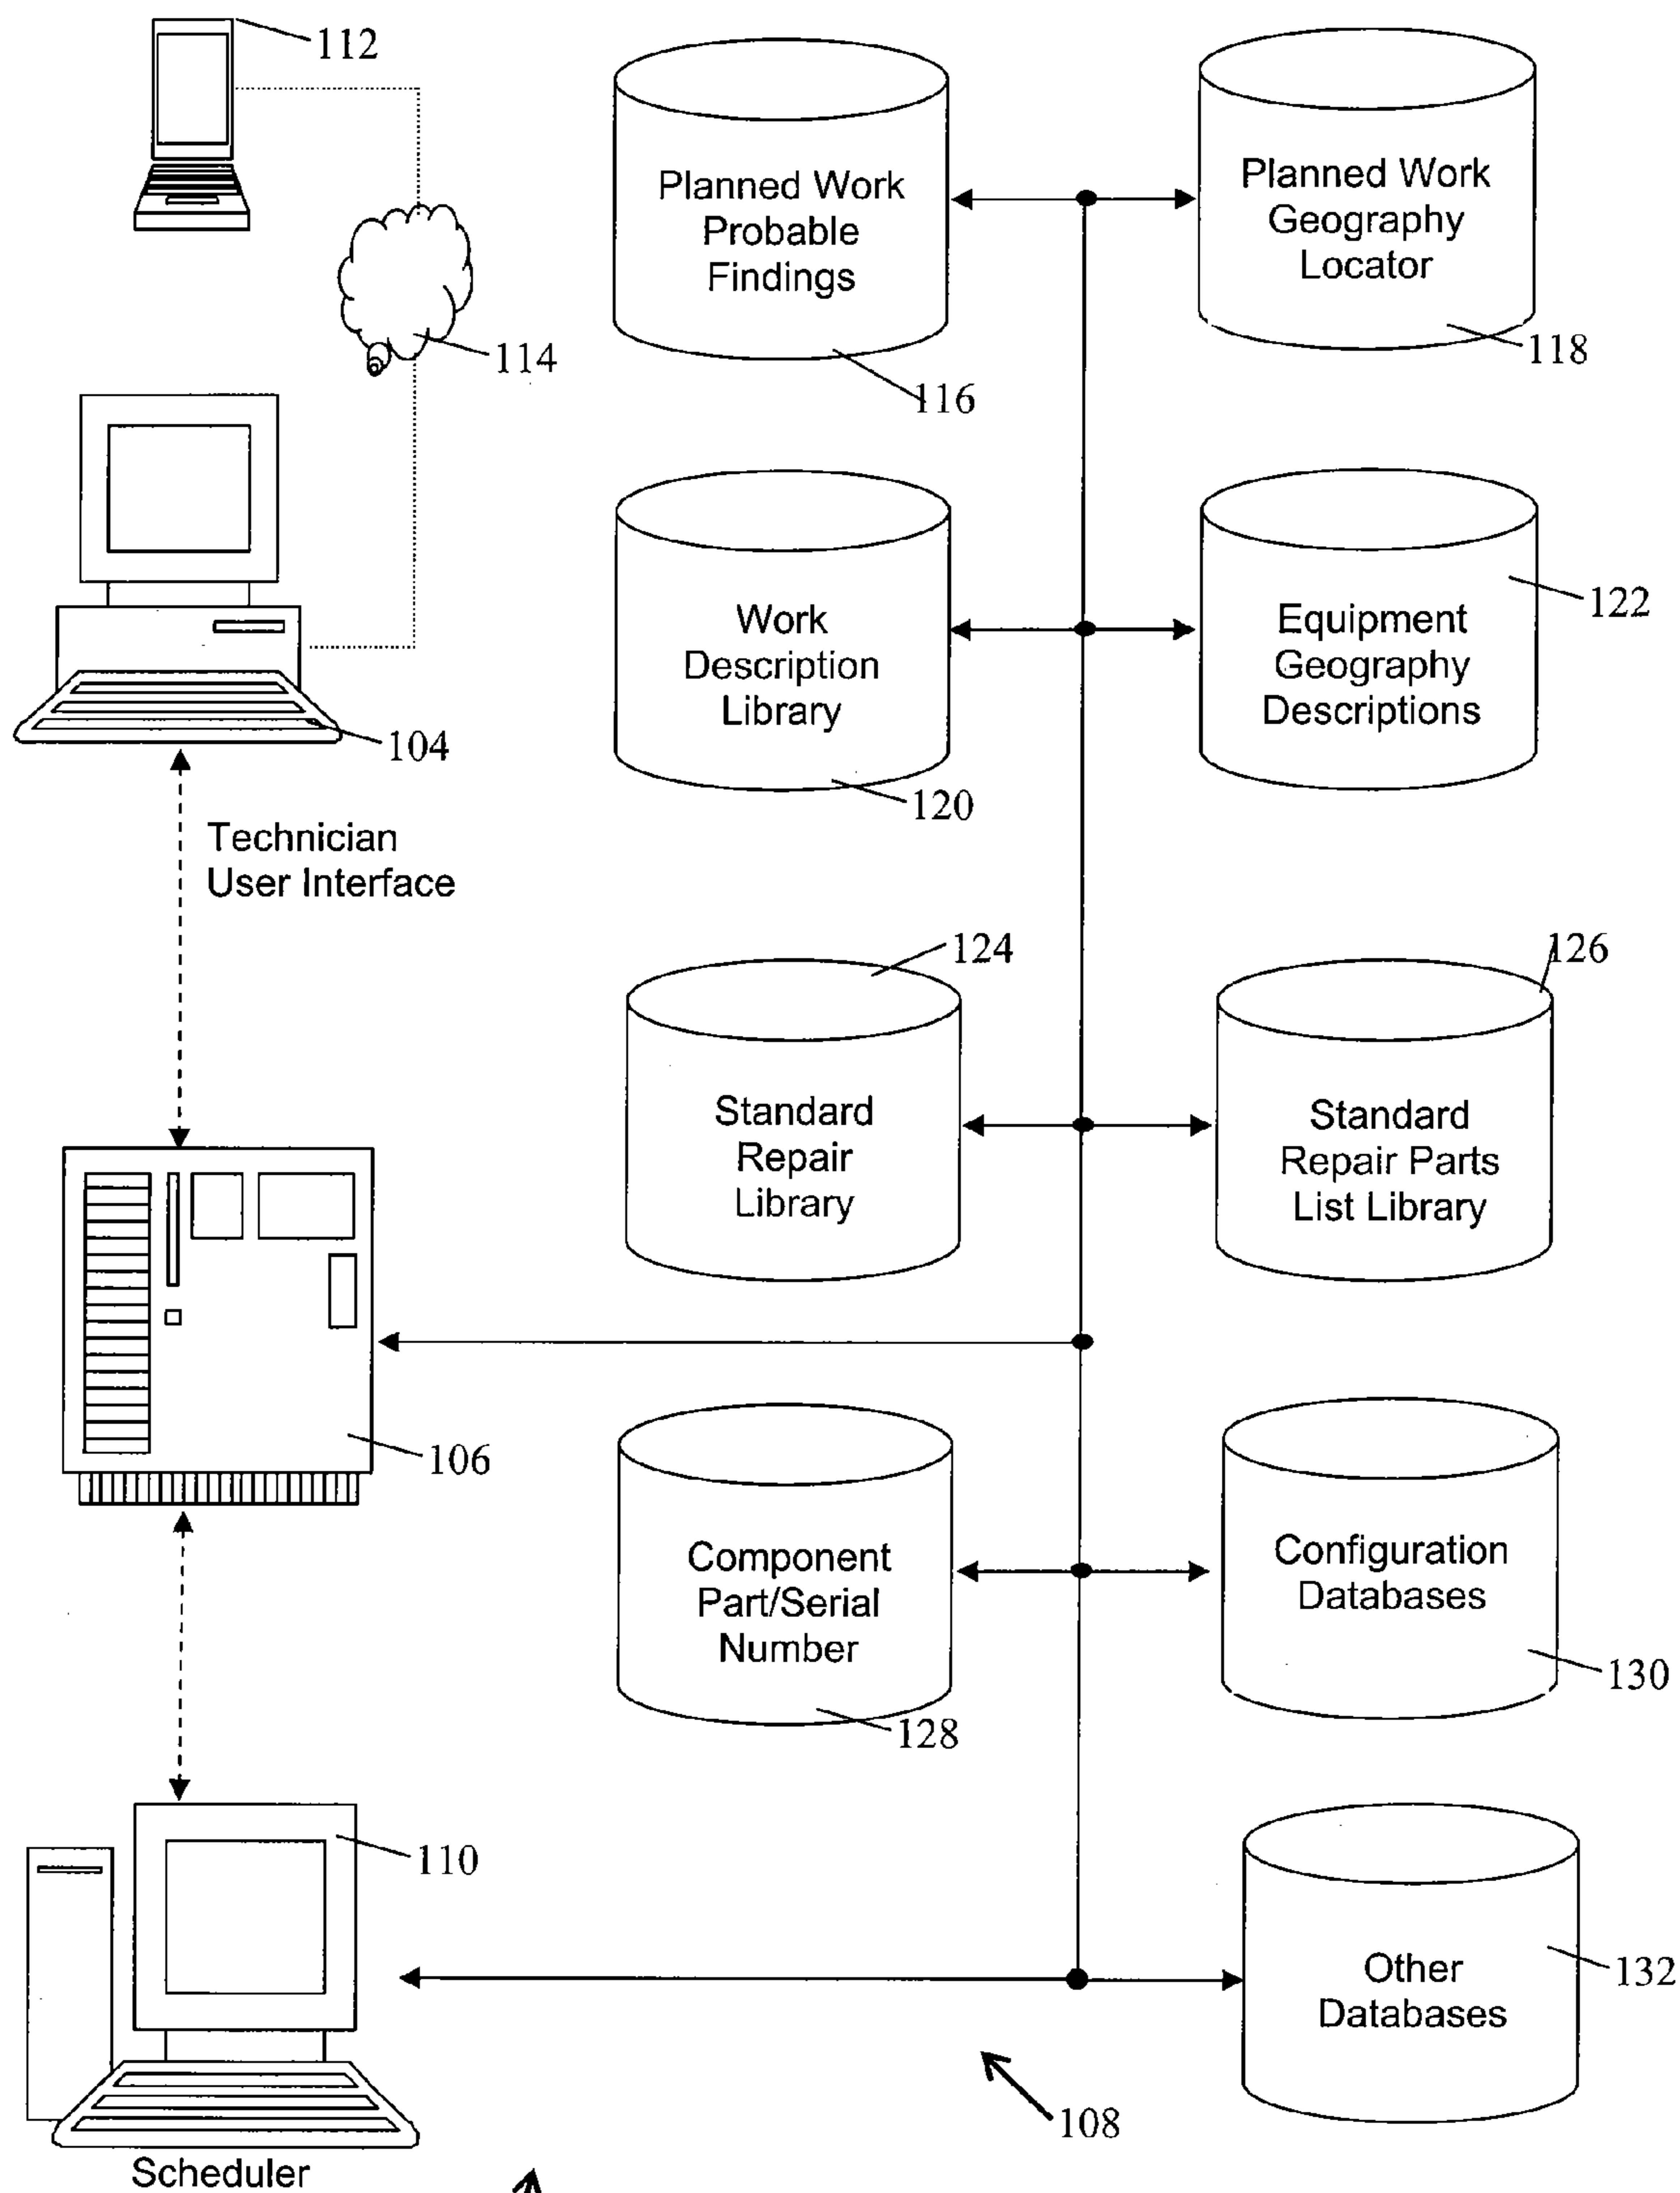 112
Planned Work
Probable
Findings
Planned Work
Geography
Locator
114
118
116
Work
Description
Library
Equipment
Geography
Descriptions
122
104
120
Technician
User Interface
124
126
Standard
Repair
Library
Standard
Repair Parts
List Library
106
Component
Part/Serial
Number
Configuration
Databases
130
128
110
Other
Databases
132
108
Scheduler